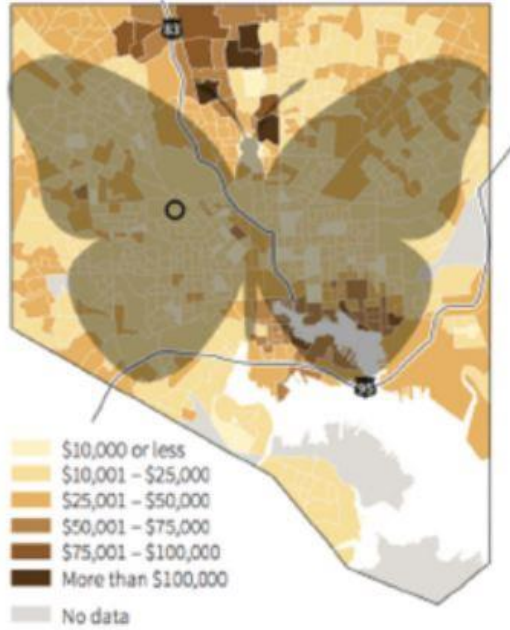 83
95
$10,000 or less
$10,001 – $25,000
$25,001 – $50,000
$50,001 – $75,000
$75,001 – $100,000
More than $100,000
No data